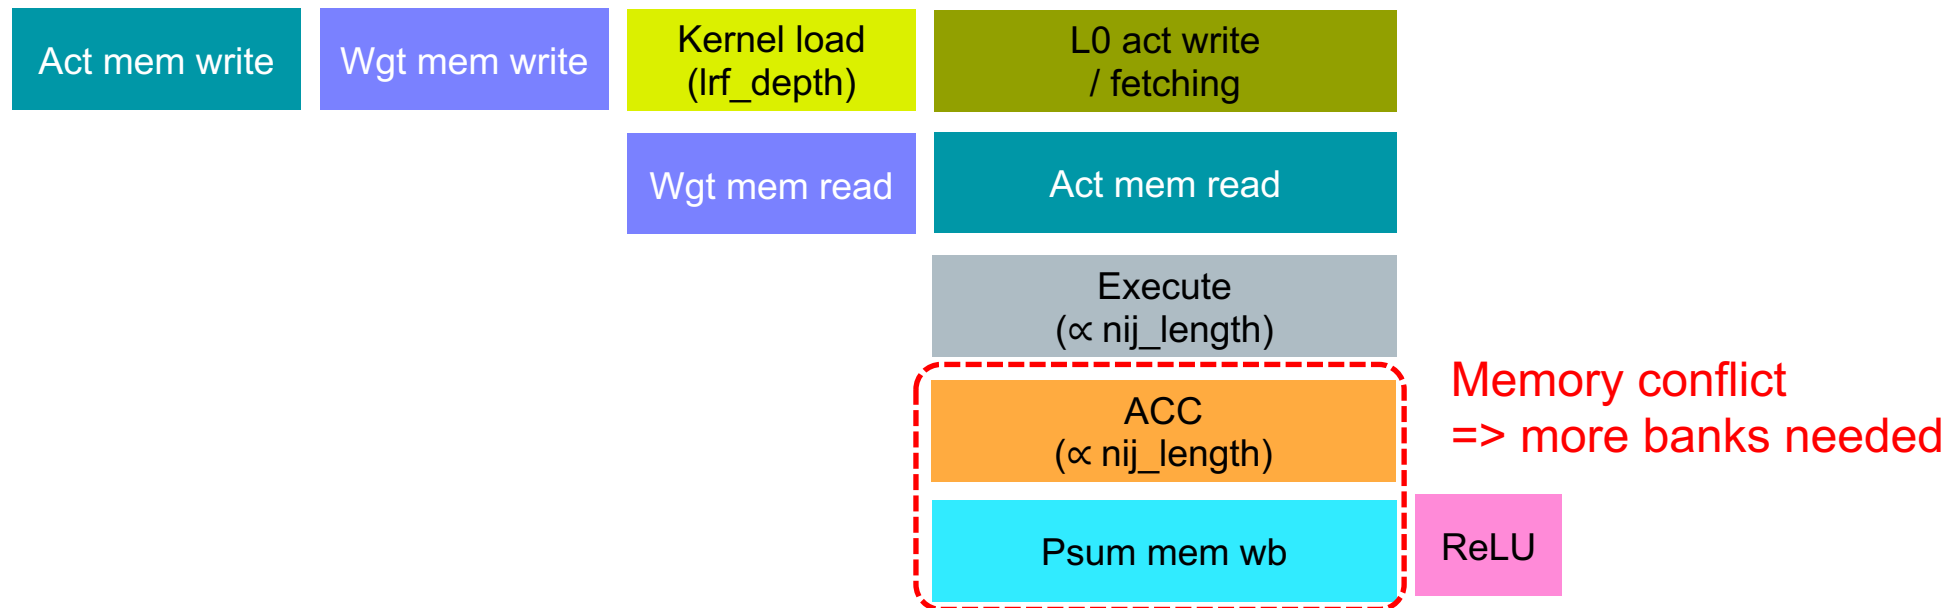 Act mem write
Wgt mem write
Kernel load
(lrf_depth)
L0 act write
/ fetching
Wgt mem read
Act mem read
Execute
(∝ nij_length)
ACC
(∝ nij_length)
Memory conflict
=> more banks needed
Psum mem wb
ReLU